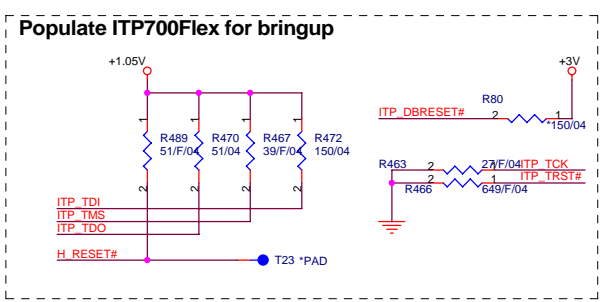 Populate ITP700Flex for bringup
+1.05V
+3V
R80
ITP_DBRESET#
2
1
*150/04
1
1
1
1
R489
51/F/04
R470
51/04
R467
39/F/04
R472
150/04
2
2
2
2
R463
2
1
27/F/04
ITP_TCK
2
1
ITP_TRST#
R466
649/F/04
ITP_TDI
ITP_TMS
ITP_TDO
H_RESET#
T23 *PAD